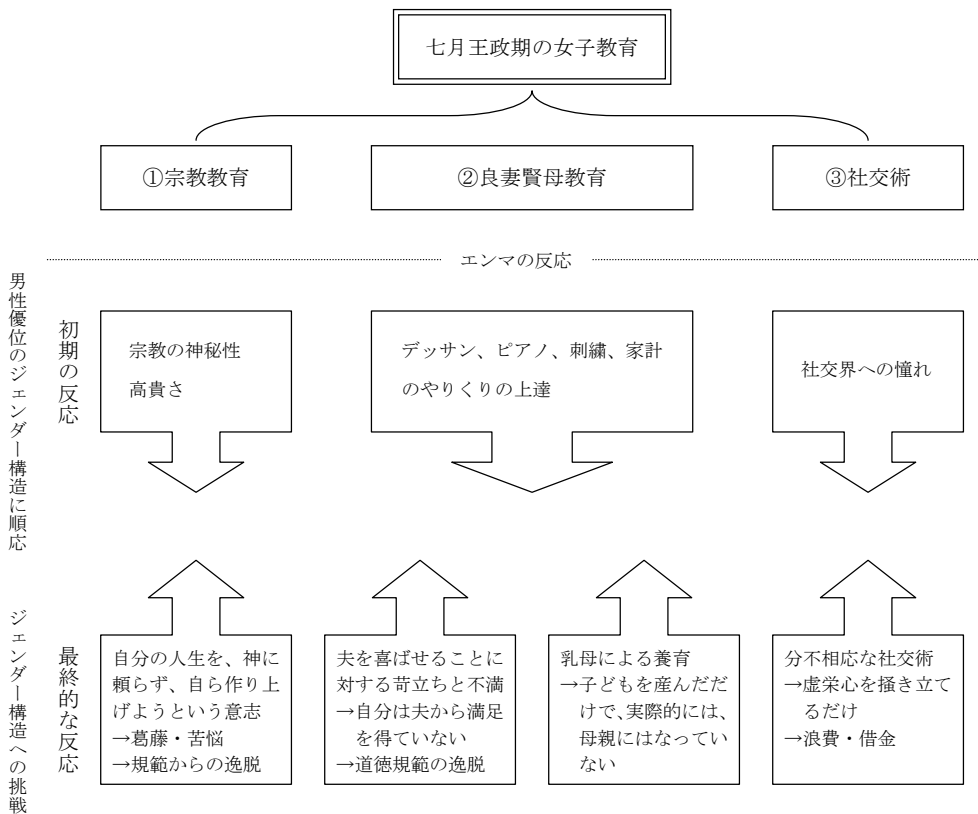 七月王政期の女子教育
①宗教教育
②良妻賢母教育
③社交術
エンマの反応
男性優位のジェンダー構造に順応
初期の反応
宗教の神秘性
高貴さ
デッサン、ピアノ、刺繍、家計
のやりくりの上達
社交界への憧れ
ジェンダー構造への挑戦
最終的な反応
自分の人生を、神に
頼らず、自ら作り上
げようという意志
→葛藤・苦悩
→規範からの逸脱
夫を喜ばせることに
対する苛立ちと不満
→自分は夫から満足
を得ていない
→道徳規範の逸脱
乳母による養育
→子どもを産んだだけ
で、実際的には、
母親にはなってい
ない
分不相応な社交術
→虚栄心を掻き立て
るだけ
→浪費・借金